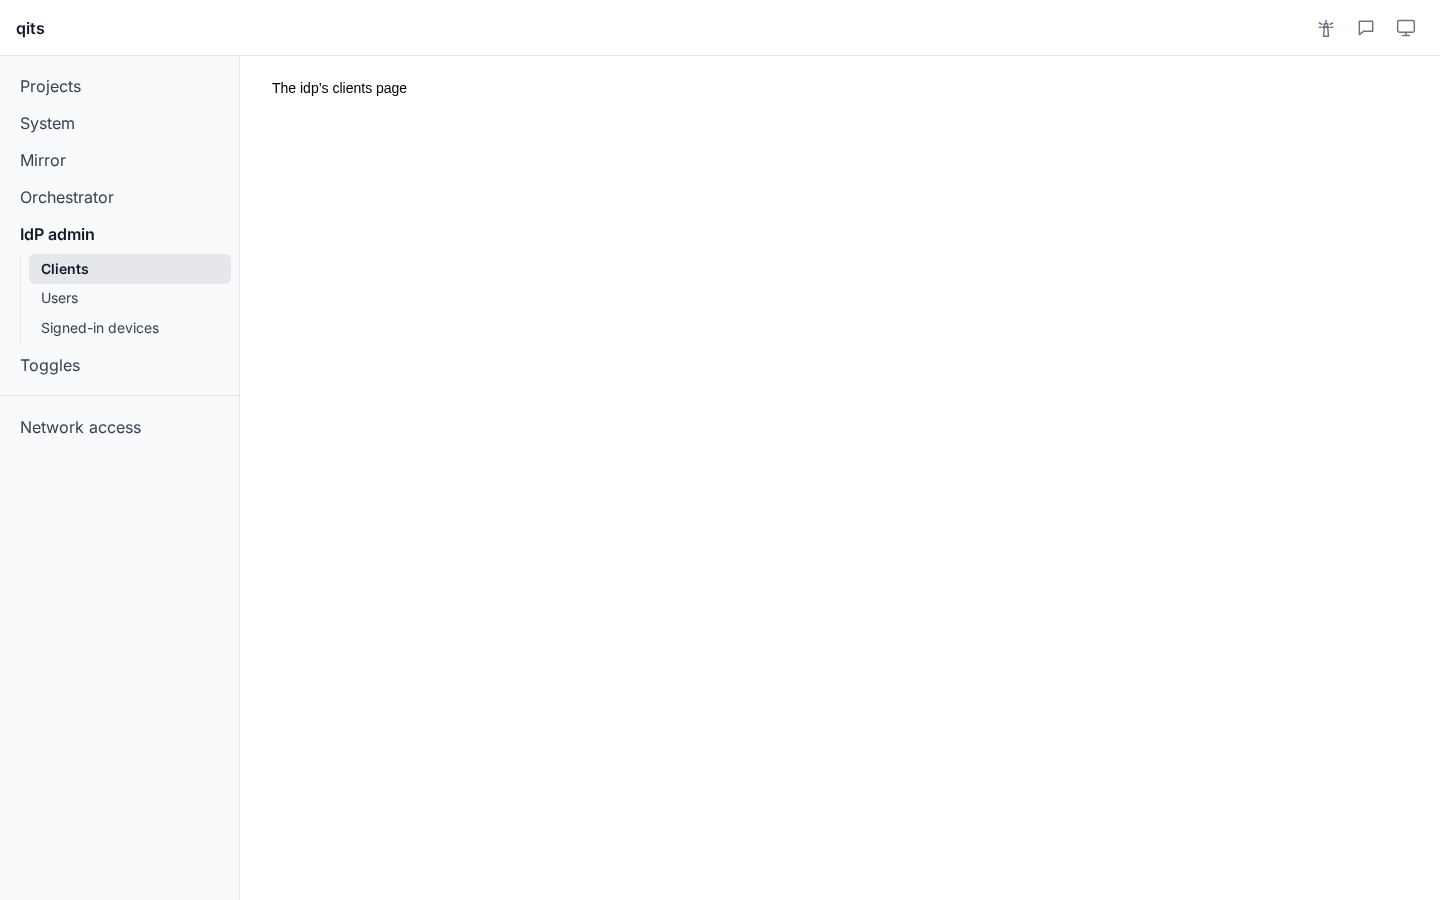 qits
Projects
System
Mirror
Orchestrator
IdP admin
Clients
Users
Signed-in devices
Toggles
Network access
The idp’s clients page